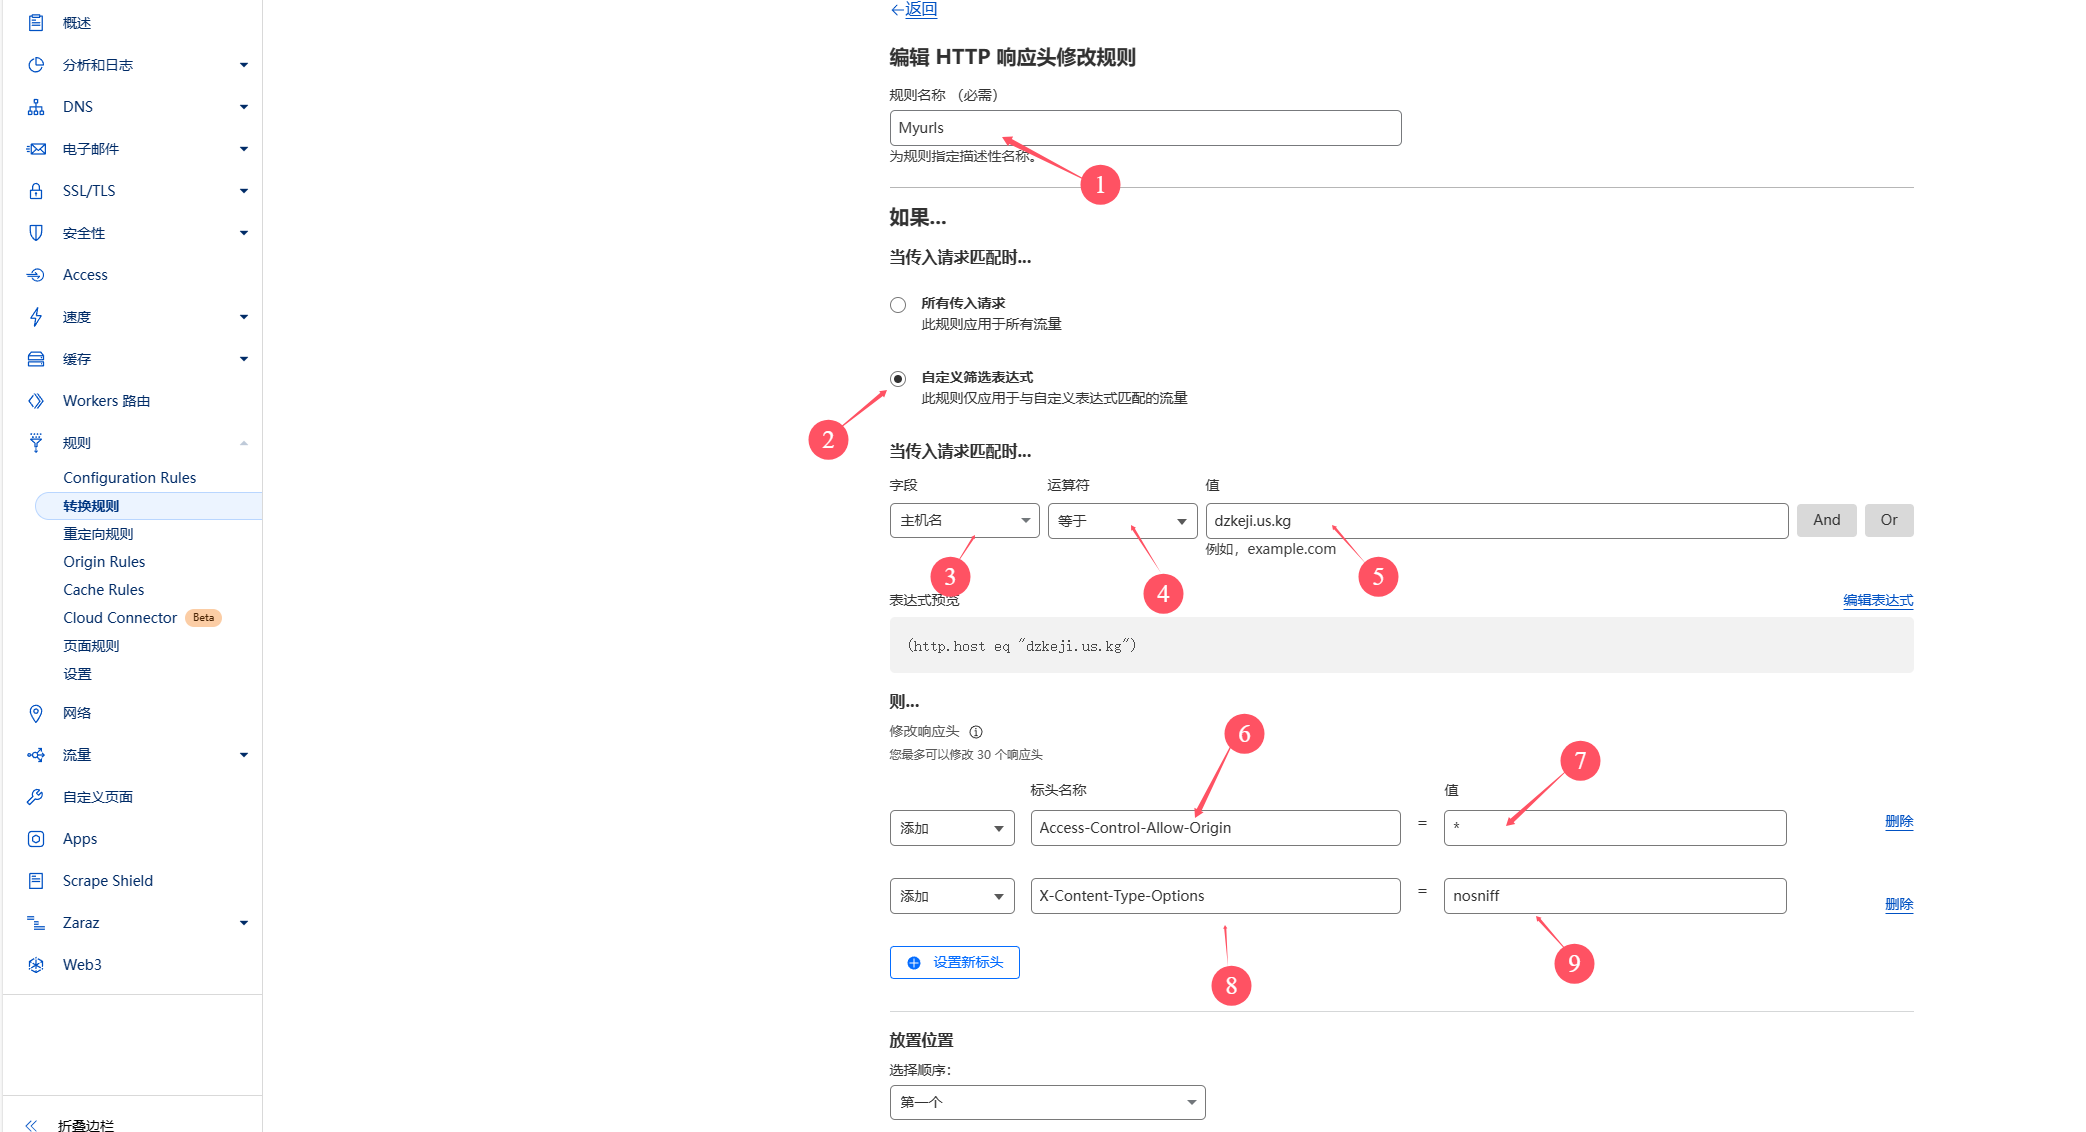 概述
分析和日志
DNS
电子邮件
SSL/TLS
安全性
Access
速度
缓存
Workers 路由
规则
Configuration Rules
转换规则
重定向规则
Origin Rules
Cache Rules
Cloud Connector Beta
页面规则
设置
网络
流量
自定义页面
Apps
Scrape Shield
Zaraz
Web3
折叠边栏
←返回
编辑 HTTP 响应头修改规则
规则名称 （必需）
Myurls
为规则指定描述性名称。
1
如果...
当传入请求匹配时...
所有传入请求
此规则应用于所有流量
自定义筛选表达式
此规则仅应用于与自定义表达式匹配的流量
2
当传入请求匹配时...
字段 运算符 值
主机名 等于 dzkeji.us.kg And Or
例如，example.com
3 4 5
表达式预览 编辑表达式
(http.host eq "dzkeji.us.kg")
则...
修改响应头
您最多可以修改 30 个响应头
6 7
标头名称 值
添加 Access-Control-Allow-Origin = * 删除
添加 X-Content-Type-Options = nosniff 删除
设置新标头
8 9
放置位置
选择顺序：
第一个